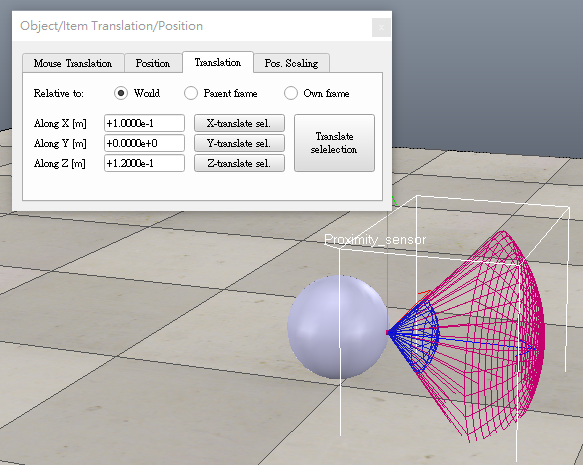 Object/Item Translation/Position
x
Mouse Translation Position Translation Pos. Scaling
Relative to: World Parent frame Own frame
Along X [m] +1.0000e-1 X-translate sel.
Along Y [m] +0.0000e+0 Y-translate sel.
Along Z [m] +1.2000e-1 Z-translate sel.
Translate
selelection
Proximity_sensor